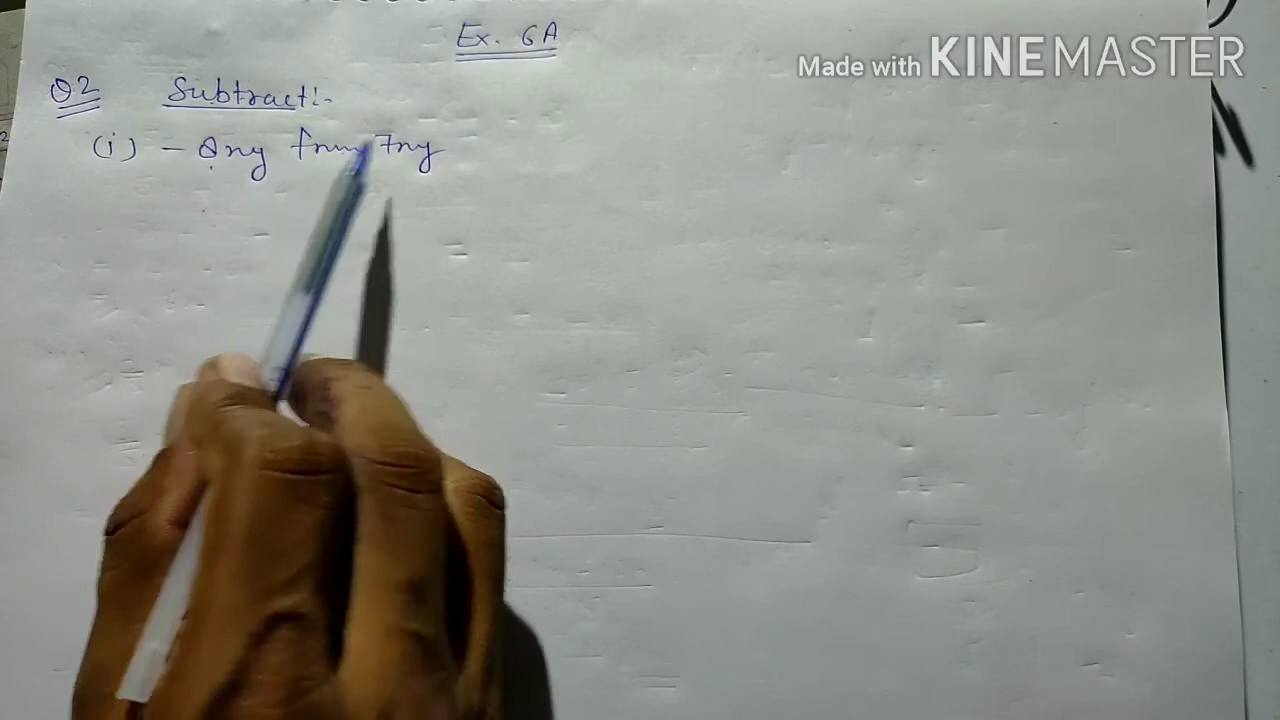 Ex. 6A
Made with KINEMASTER
Q2 Subtract:-
(i) - 8xy from 7xy